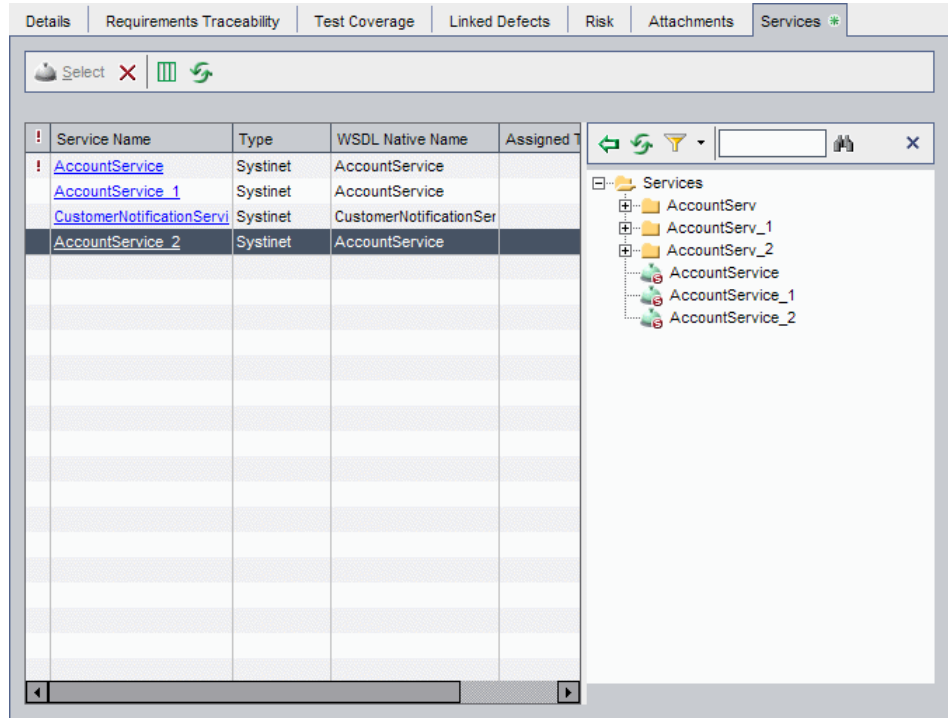 Details Requirements Traceability Test Coverage Linked Defects Risk Attachments Services *
Select
! Service Name Type WSDL Native Name Assigned T
! AccountService Systinet AccountService
AccountService_1 Systinet AccountService
CustomerNotificationServi Systinet CustomerNotificationSer
AccountService_2 Systinet AccountService
Services
AccountServ
AccountServ_1
AccountServ_2
AccountService
AccountService_1
AccountService_2